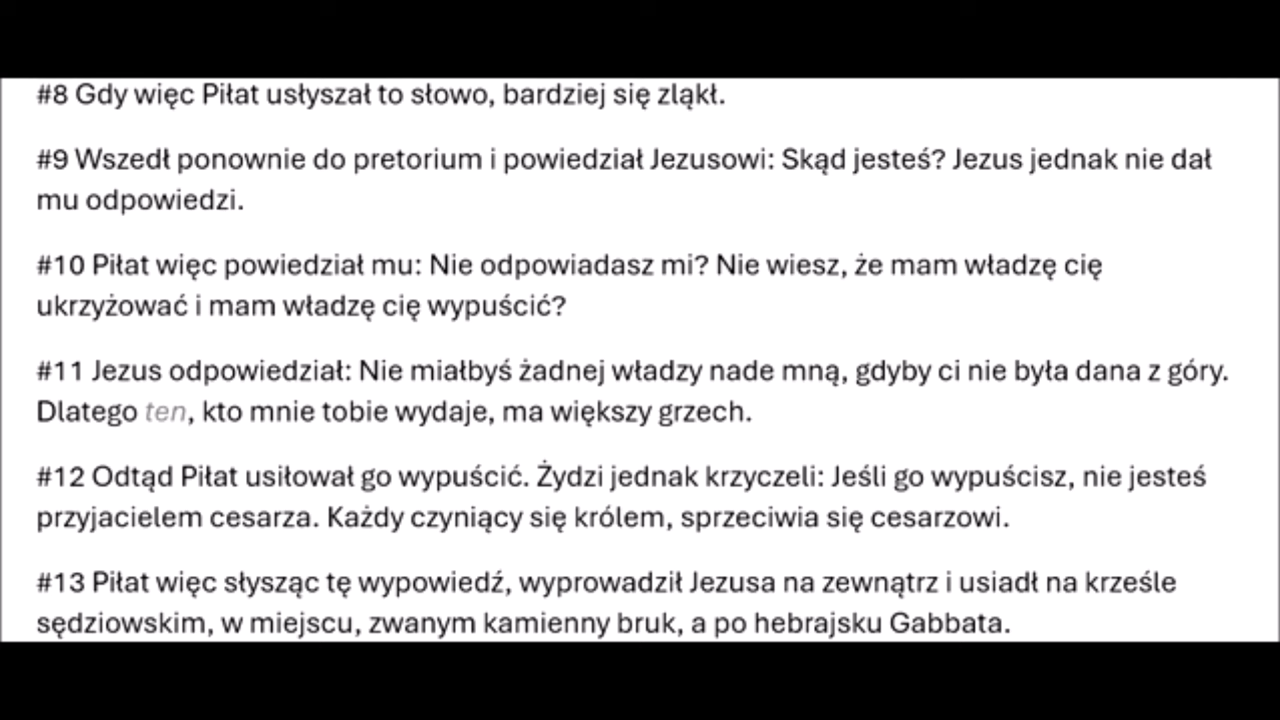 #8 Gdy więc Piłat usłyszał to słowo, bardziej się zląkł.
#9 Wszedł ponownie do pretorium i powiedział Jezusowi: Skąd jesteś? Jezus jednak nie dał
mu odpowiedzi.
#10 Piłat więc powiedział mu: Nie odpowiadasz mi? Nie wiesz, że mam władzę cię
ukrzyżować i mam władzę cię wypuścić?
#11 Jezus odpowiedział: Nie miałbyś żadnej władzy nade mną, gdyby ci nie była dana z góry.
Dlatego ten, kto mnie tobie wydaje, ma większy grzech.
#12 Odtąd Piłat usiłował go wypuścić. Żydzi jednak krzyczeli: Jeśli go wypuścisz, nie jesteś
przyjacielem cesarza. Każdy czyniący się królem, sprzeciwia się cesarzowi.
#13 Piłat więc słysząc tę wypowiedź, wyprowadził Jezusa na zewnątrz i usiadł na krześle
sędziowskim, w miejscu, zwanym kamienny bruk, a po hebrajsku Gabbata.